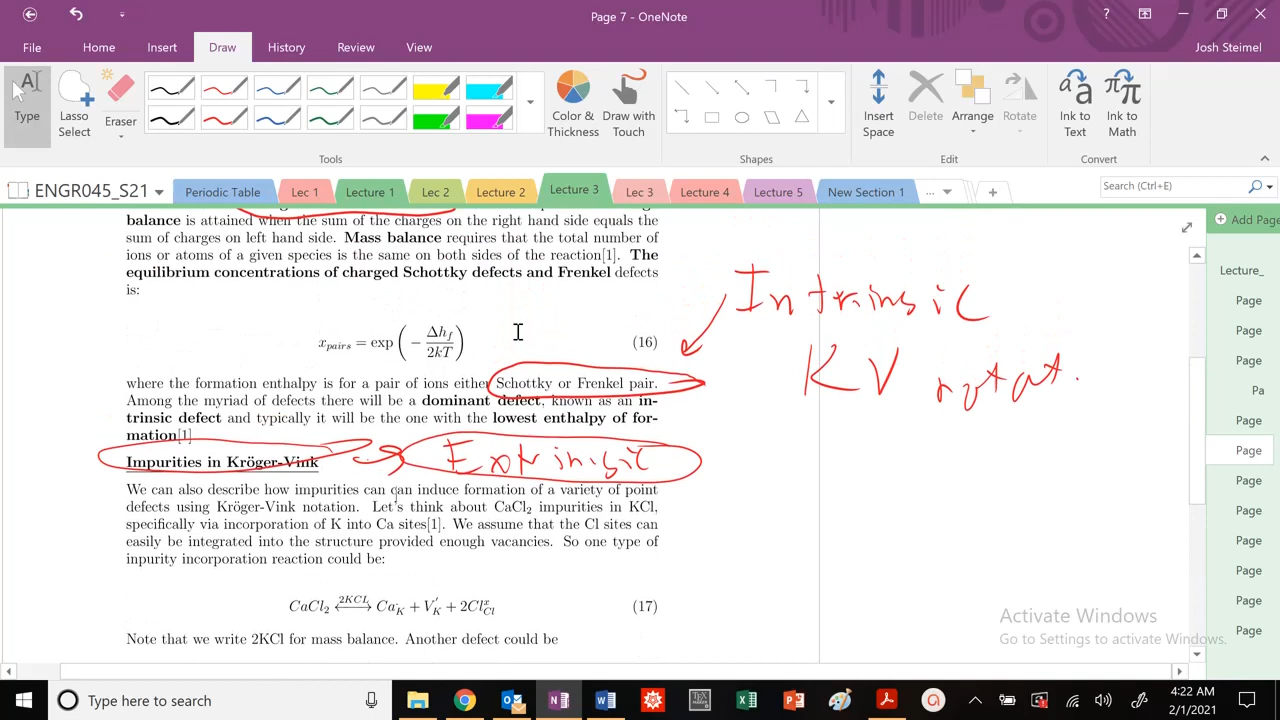 Page 7 - OneNote
File Home Insert Draw History Review View Josh Steimel
Type
Lasso Select
Eraser
Color & Thickness
Draw with Touch
Insert Space
Delete
Arrange
Rotate
Ink to Text
Ink to Math
Tools Shapes Edit Convert
ENGR045_S21 Periodic Table Lec 1 Lecture 1 Lec 2 Lecture 2 Lecture 3 Lec 3 Lecture 4 Lecture 5 New Section 1 ... + Search (Ctrl+E)
Add Page
Lecture_
Page
Page
Page
Pa
Page
Page
Page
Page
Page
Page
Page
Page
balance is attained when the sum of the charges on the right hand side equals the
sum of charges on left hand side. Mass balance requires that the total number of
ions or atoms of a given species is the same on both sides of the reaction[1]. The
equilibrium concentrations of charged Schottky defects and Frenkel defects
is:
x_pairs = exp ( − Δh_f / 2kT ) (16)
Intrinsic
KV notat.
where the formation enthalpy is for a pair of ions either Schottky or Frenkel pair.
Among the myriad of defects there will be a dominant defect, known as an in-
trinsic defect and typically it will be the one with the lowest enthalpy of for-
mation[1]
Impurities in Kröger-Vink
Extrinsic
We can also describe how impurities can can induce formation of a variety of point
defects using Kröger-Vink notation. Let's think about CaCl₂ impurities in KCl,
specifically via incorporation of K into Ca sites[1]. We assume that the Cl sites can
easily be integrated into the structure provided enough vacancies. So one type of
inpurity incorporation reaction could be:
CaCl₂ ⟷ 2KCL Ca˙_K + V′_K + 2Cl^x_Cl (17)
Note that we write 2KCl for mass balance. Another defect could be
Activate Windows
Go to Settings to activate Windows.
Type here to search
4:22 AM
2/1/2021